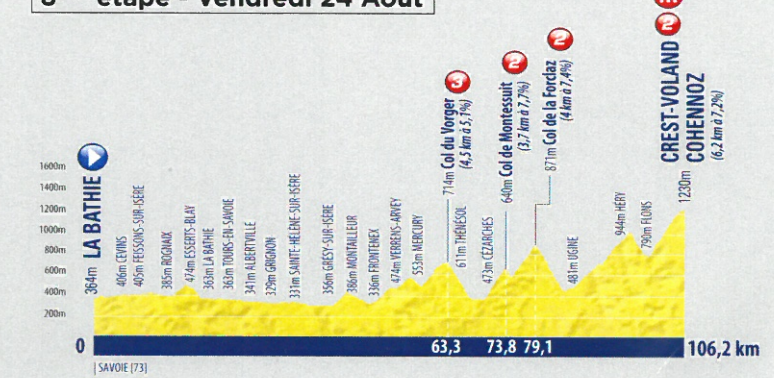 étape - Vendredi 24 Août
3
714m Col du Vorger
(4,5 km à 5,1%)
2
640m Col de Montessuit
(3,7 km à 7,7%)
2
871m Col de la Forclaz
(4 km à 7,4%)
2
CREST-VOLAND
COHENNOZ
(6,2 km à 7,2%)
1230m
1600m
1400m
1200m
1000m
800m
600m
400m
200m
364m LA BATHIE
406m CEVINS
405m FEISSONS-SUR-ISÈRE
385m ROGNAIX
474m ESSERTS-BLAY
363m LA BATHIE
363m TOURS-EN-SAVOIE
341m ALBERTVILLE
329m GRIGNON
331m SAINTE-HÉLÈNE-SUR-ISÈRE
356m GRÉSY-SUR-ISÈRE
386m MONTAILLEUR
336m FRONTENEX
474m VERRENS-ARVEY
553m MERCURY
611m THÉNÉSOL
473m CÉZARCHES
481m UGINE
944m HÉRY
790m FLONS
0
63,3
73,8
79,1
106,2 km
SAVOIE (73)